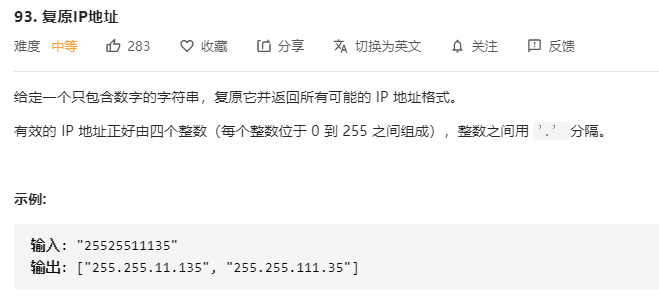 93. 复原IP地址
难度 中等 283 收藏 分享 切换为英文 关注 反馈
给定一个只包含数字的字符串，复原它并返回所有可能的 IP 地址格式。
有效的 IP 地址正好由四个整数（每个整数位于 0 到 255 之间组成），整数之间用 '.' 分隔。
示例:
输入: "25525511135"
输出: ["255.255.11.135", "255.255.111.35"]